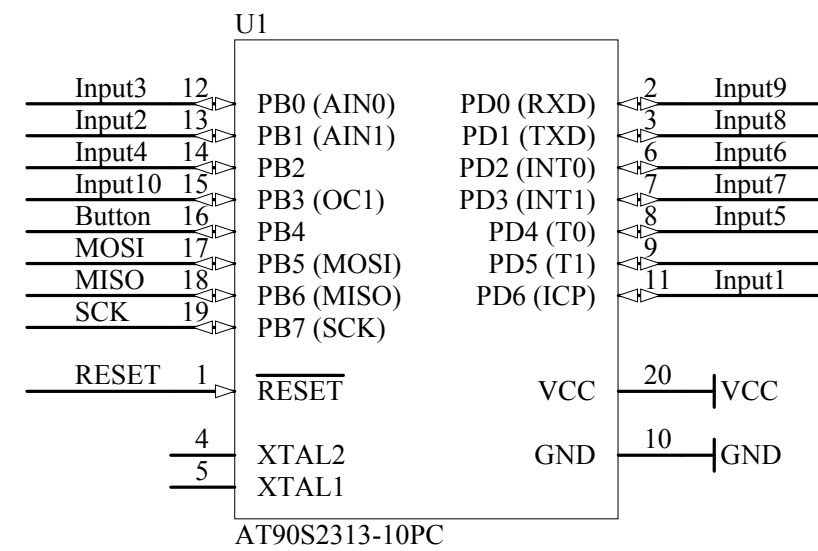 U1
Input3 12 PB0 (AIN0) PD0 (RXD) 2 Input9
Input2 13 PB1 (AIN1) PD1 (TXD) 3 Input8
Input4 14 PB2 PD2 (INT0) 6 Input6
Input10 15 PB3 (OC1) PD3 (INT1) 7 Input7
Button 16 PB4 PD4 (T0) 8 Input5
MOSI 17 PB5 (MOSI) PD5 (T1) 9
MISO 18 PB6 (MISO) PD6 (ICP) 11 Input1
SCK 19 PB7 (SCK)
RESET 1 RESET VCC 20 VCC
4 XTAL2 GND 10 GND
5 XTAL1
AT90S2313-10PC